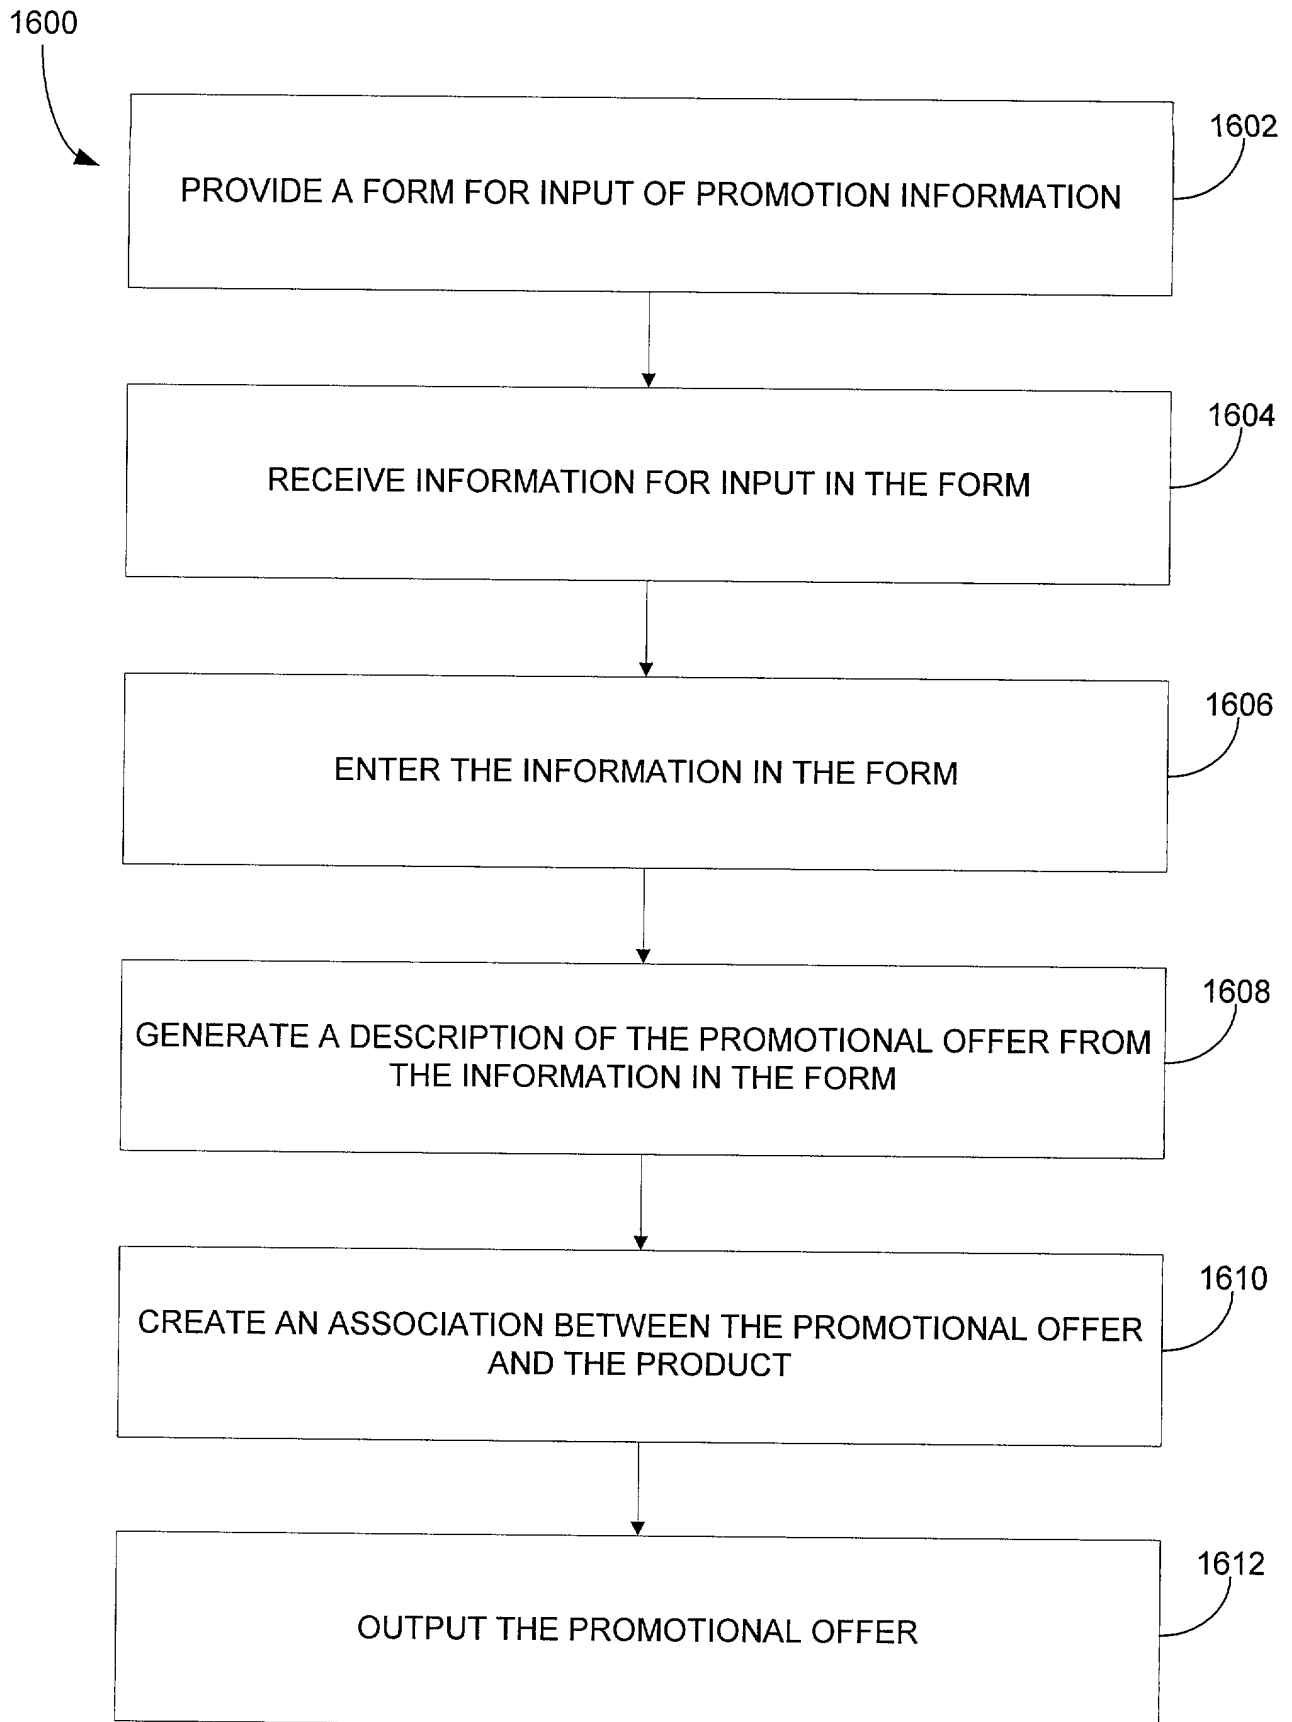 1600
1602
PROVIDE A FORM FOR INPUT OF PROMOTION INFORMATION
1604
RECEIVE INFORMATION FOR INPUT IN THE FORM
1606
ENTER THE INFORMATION IN THE FORM
1608
GENERATE A DESCRIPTION OF THE PROMOTIONAL OFFER FROM
THE INFORMATION IN THE FORM
1610
CREATE AN ASSOCIATION BETWEEN THE PROMOTIONAL OFFER
AND THE PRODUCT
1612
OUTPUT THE PROMOTIONAL OFFER